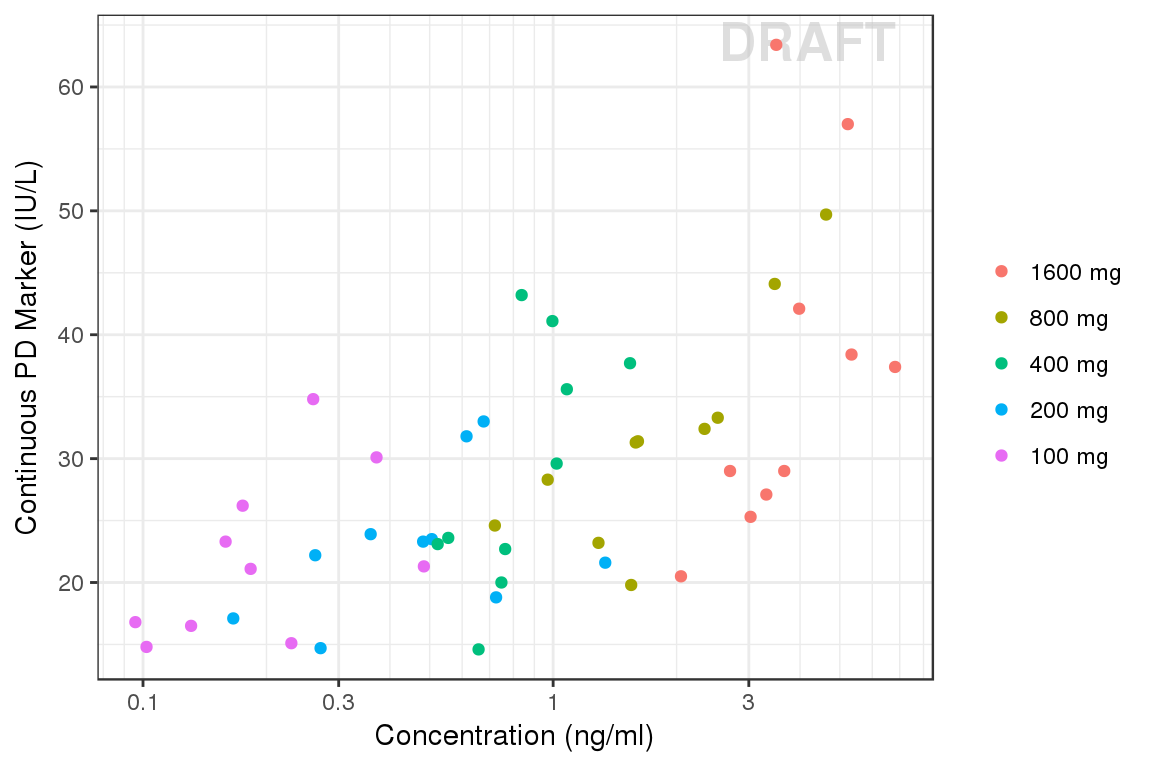 DRAFT
Continuous PD Marker (IU/L)
60
50
40
30
20
0.1
0.3
1
3
Concentration (ng/ml)
1600 mg
800 mg
400 mg
200 mg
100 mg